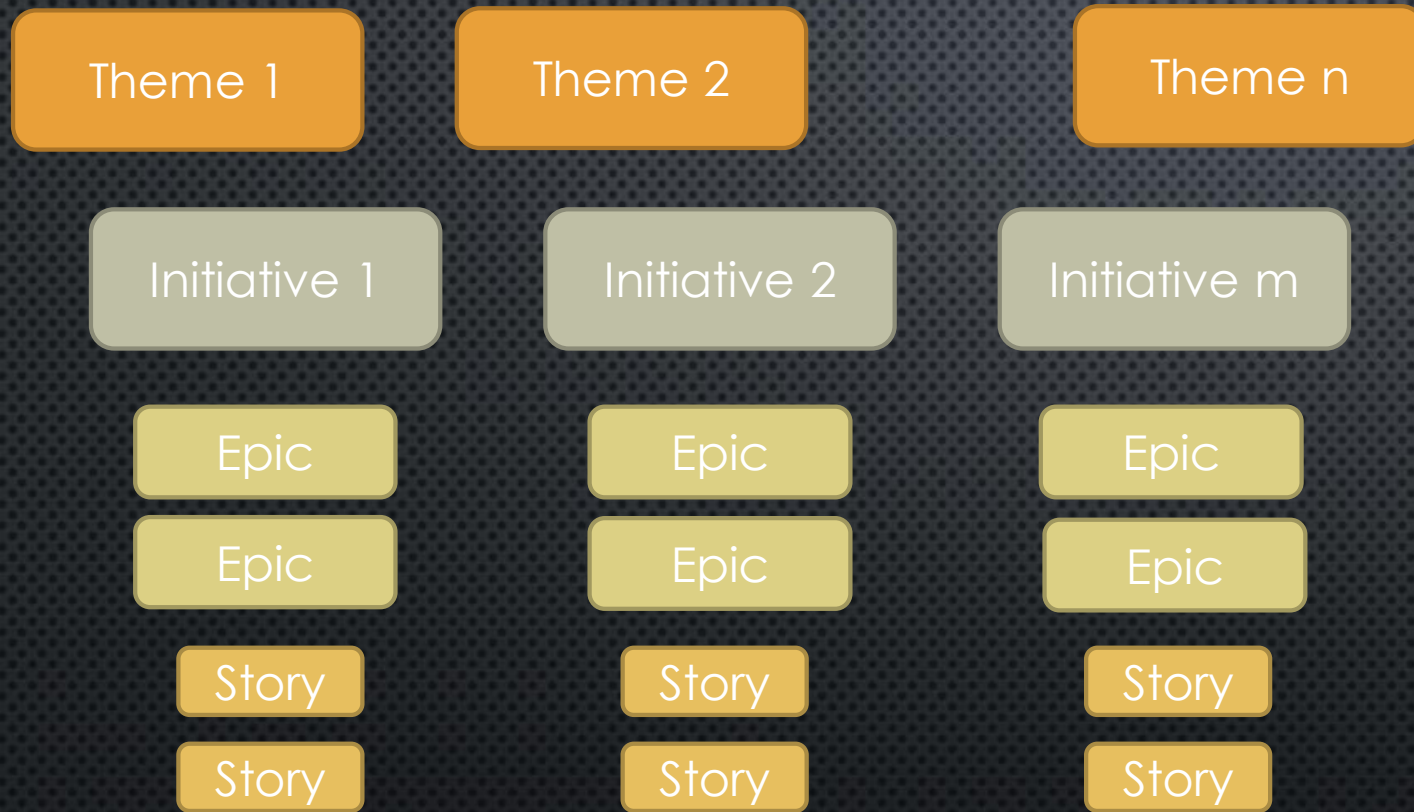 Theme 1
Theme 2
Theme n
Initiative 1
Initiative 2
Initiative m
Epic
Epic
Epic
Epic
Epic
Epic
Story
Story
Story
Story
Story
Story